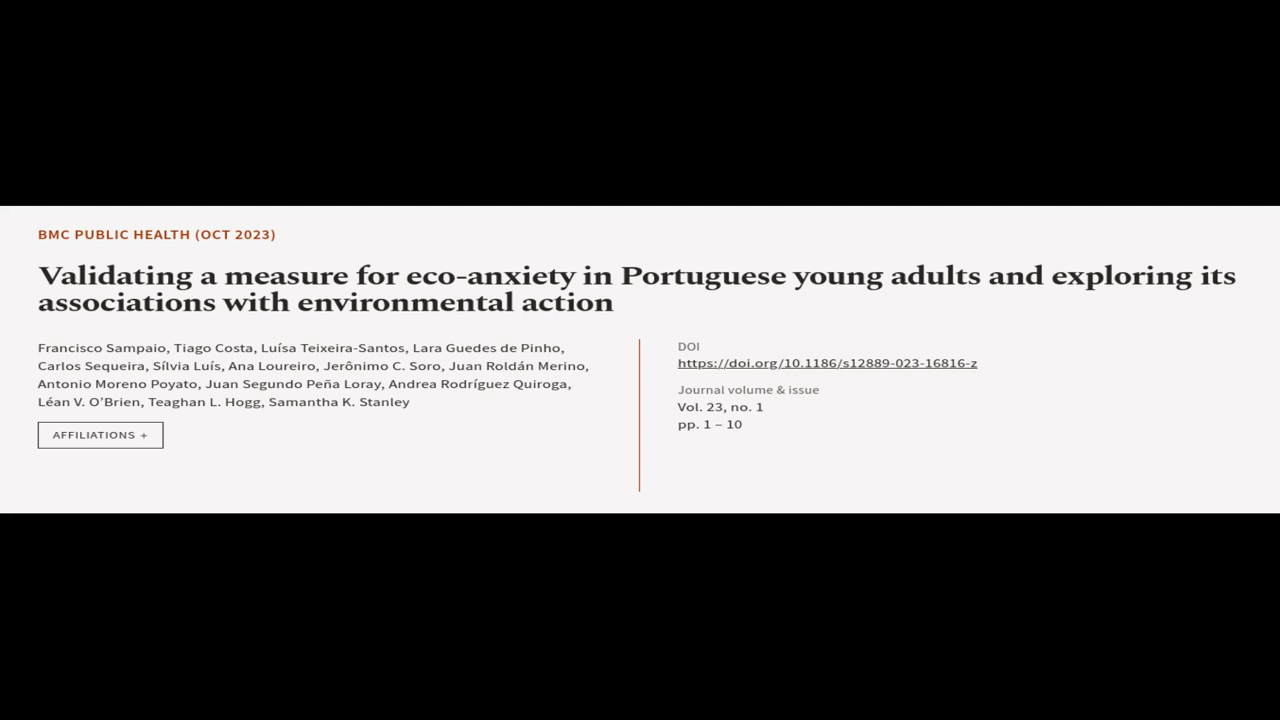 BMC PUBLIC HEALTH (OCT 2023)
Validating a measure for eco-anxiety in Portuguese young adults and exploring its
associations with environmental action
Francisco Sampaio, Tiago Costa, Luísa Teixeira-Santos, Lara Guedes de Pinho,
Carlos Sequeira, Sílvia Luís, Ana Loureiro, Jerônimo C. Soro, Juan Roldán Merino,
Antonio Moreno Poyato, Juan Segundo Peña Loray, Andrea Rodríguez Quiroga,
Léan V. O’Brien, Teaghan L. Hogg, Samantha K. Stanley
AFFILIATIONS +
DOI
https://doi.org/10.1186/s12889-023-16816-z
Journal volume & issue
Vol. 23, no. 1
pp. 1 – 10